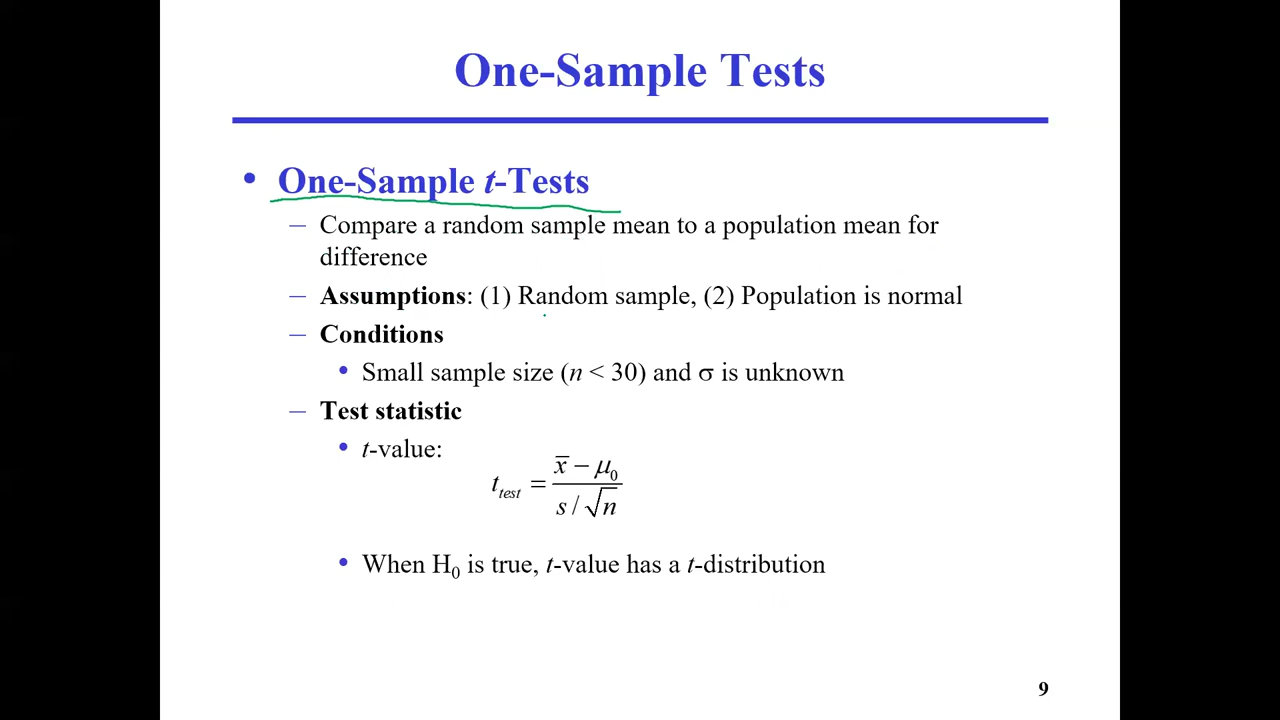 One-Sample Tests
• One-Sample t-Tests
– Compare a random sample mean to a population mean for
difference
– Assumptions: (1) Random sample, (2) Population is normal
– Conditions
• Small sample size (n < 30) and σ is unknown
– Test statistic
• t-value:
t_test = (x̄ − μ₀) / (s / √n)
• When H₀ is true, t-value has a t-distribution
9